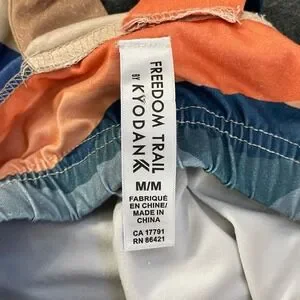 FREEDOM TRAIL
BY KYODAN
M/M
FABRIQUÉ
EN CHINE/
MADE IN
CHINA
CA 17791
RN 86421